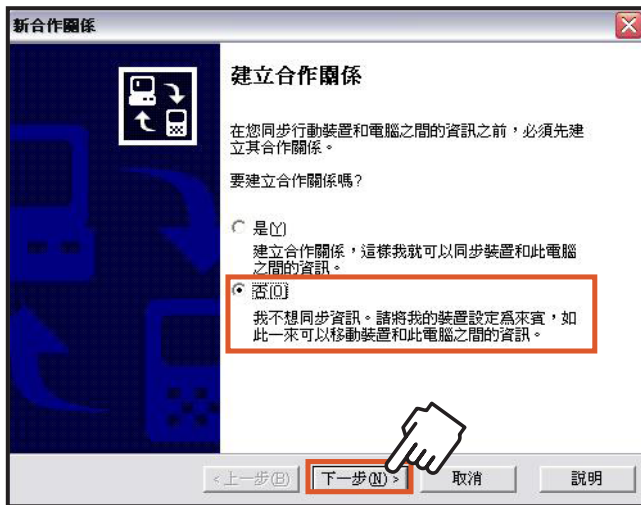 新合作關係
建立合作關係
在您同步行動裝置和電腦之間的資訊之前，必須先建
立其合作關係。
要建立合作關係嗎?
是(Y)
建立合作關係，這樣我就可以同步裝置和此電腦
之間的資訊。
否(O)
我不想同步資訊。請將我的裝置設定為來賓，如
此一來可以移動裝置和此電腦之間的資訊。
<上一步(B)
下一步(N) >
取消
說明